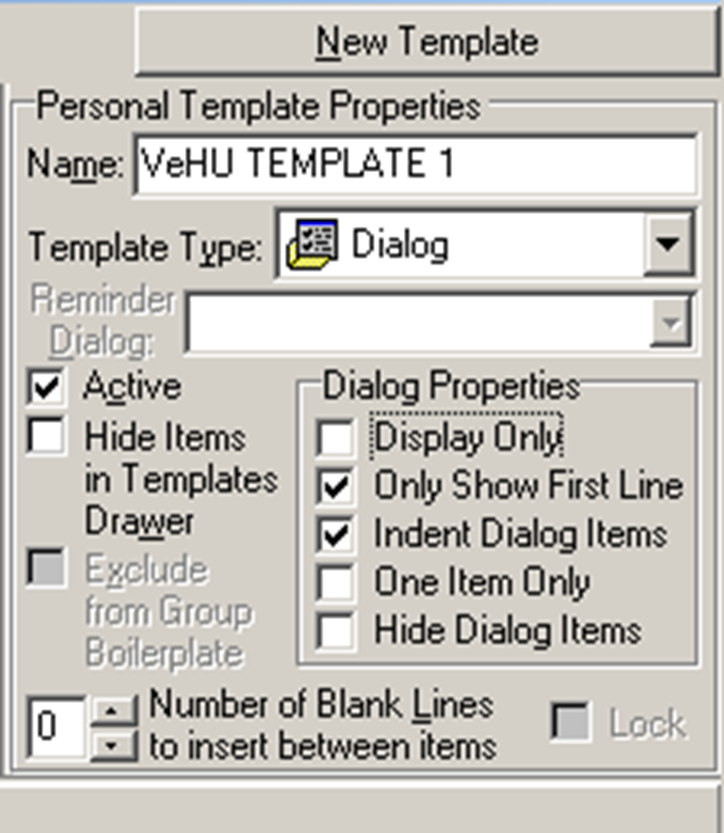 New Template
Personal Template Properties
Name: VeHU TEMPLATE 1
Template Type: Dialog
Reminder
Dialog:
Active
Hide Items
in Templates
Drawer
Exclude
from Group
Boilerplate
Dialog Properties
Display Only
Only Show First Line
Indent Dialog Items
One Item Only
Hide Dialog Items
0
Number of Blank Lines
to insert between items
Lock